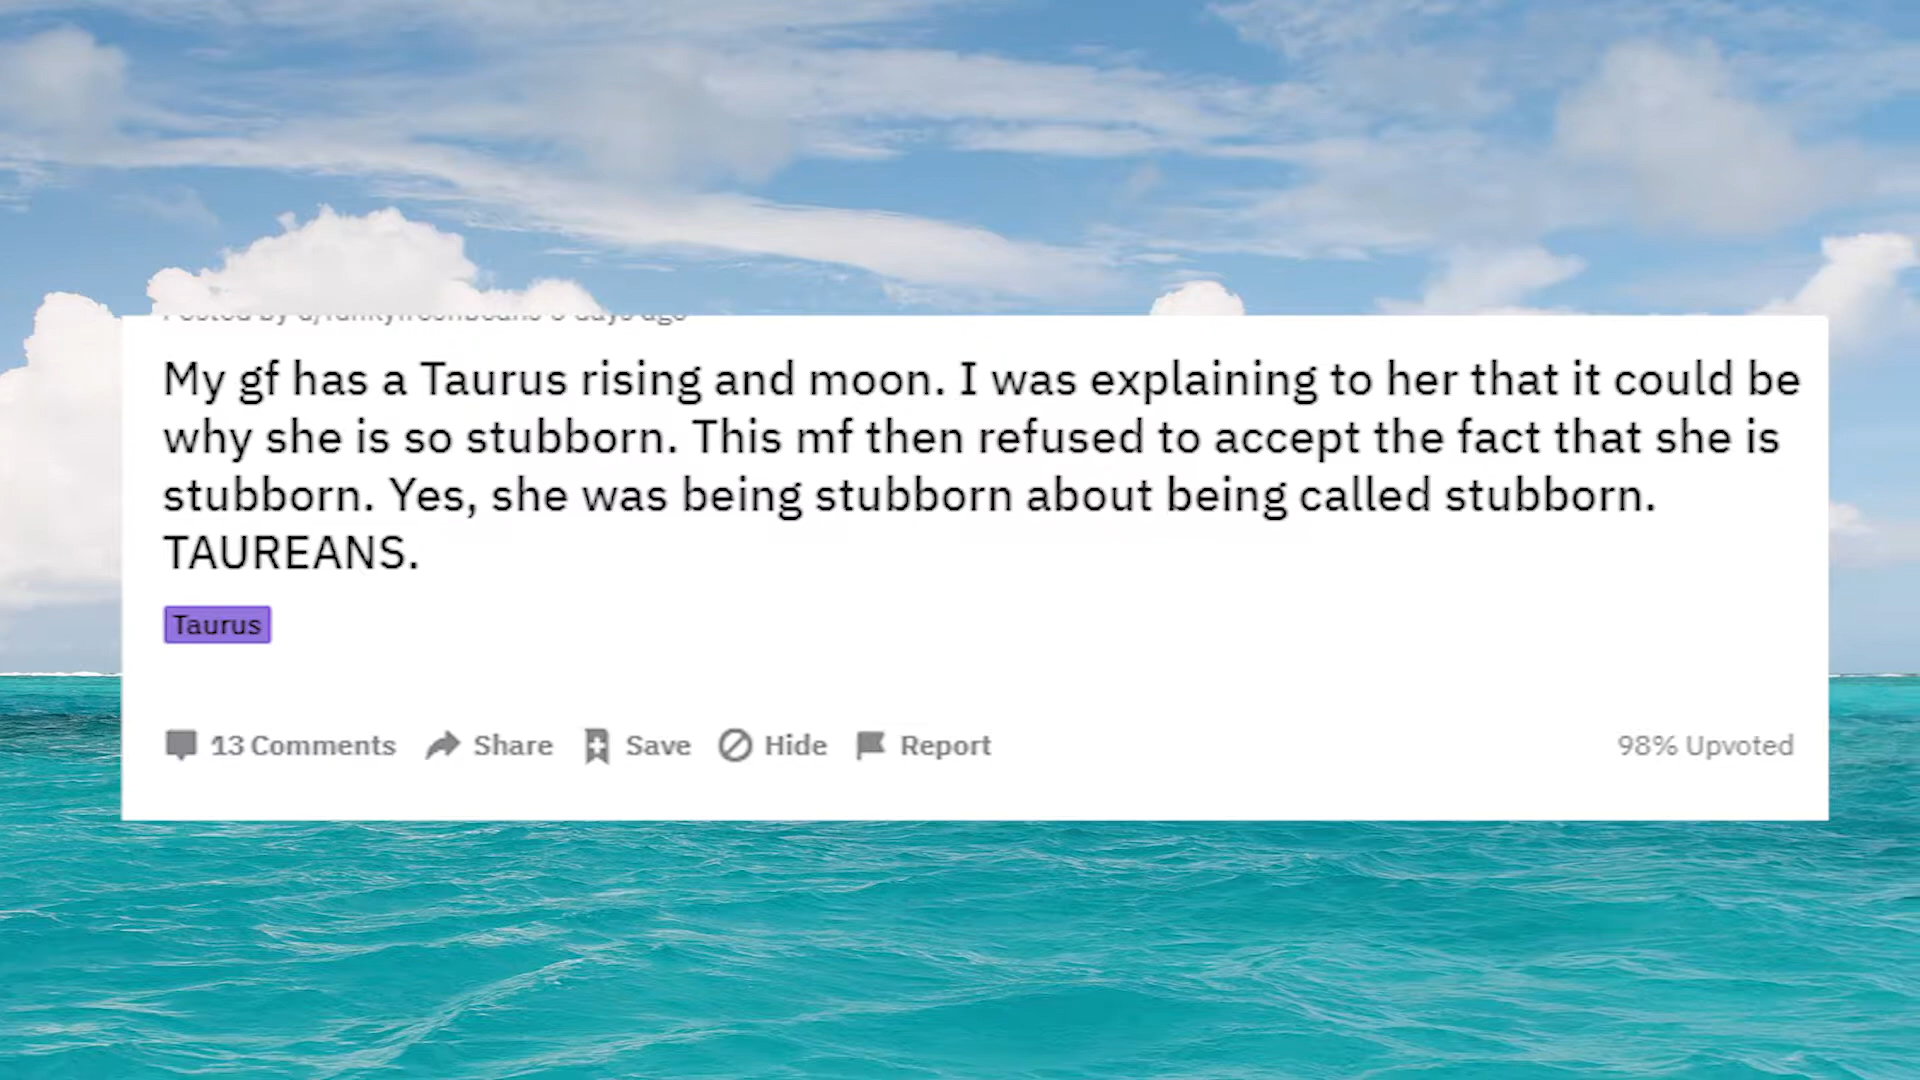 My gf has a Taurus rising and moon. I was explaining to her that it could be
why she is so stubborn. This mf then refused to accept the fact that she is
stubborn. Yes, she was being stubborn about being called stubborn.
TAUREANS.
Taurus
13 Comments Share Save Hide Report 98% Upvoted